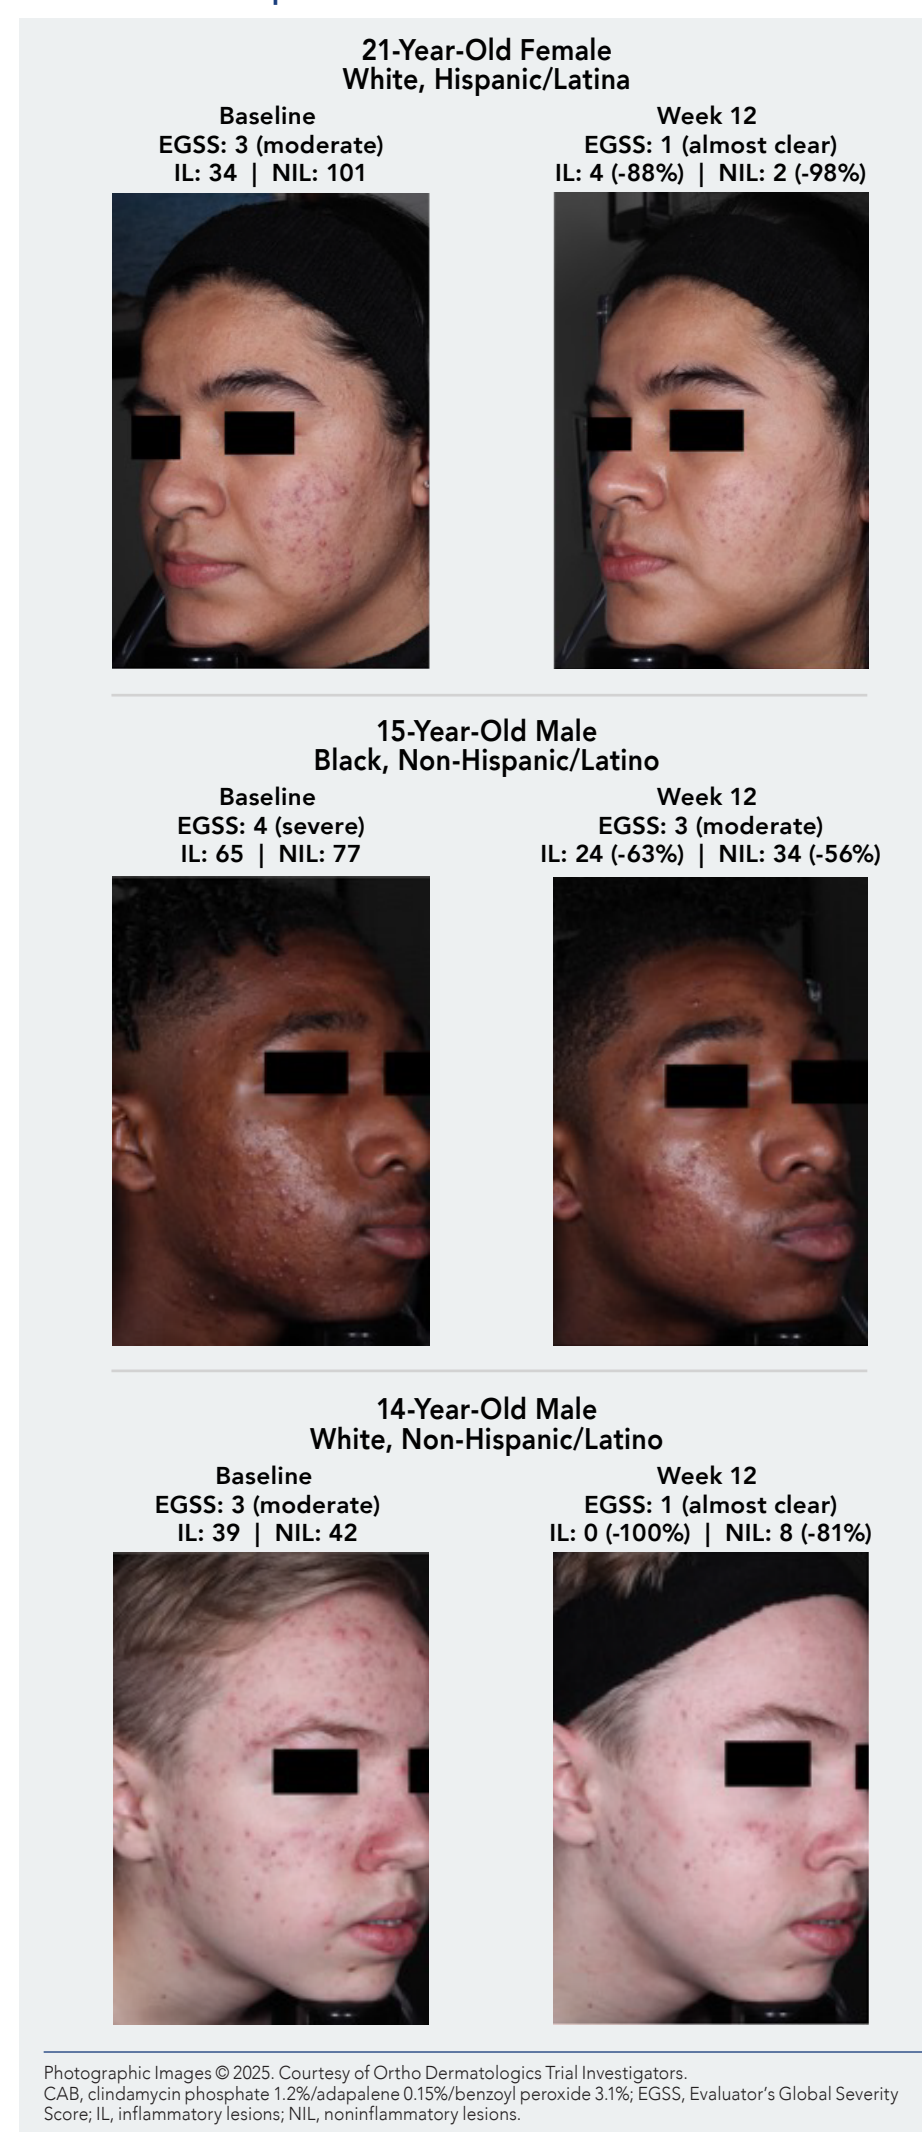 21-Year-Old Female
White, Hispanic/Latina
Baseline
EGSS: 3 (moderate)
IL: 34 | NIL: 101
Week 12
EGSS: 1 (almost clear)
IL: 4 (-88%) | NIL: 2 (-98%)
15-Year-Old Male
Black, Non-Hispanic/Latino
Baseline
EGSS: 4 (severe)
IL: 65 | NIL: 77
Week 12
EGSS: 3 (moderate)
IL: 24 (-63%) | NIL: 34 (-56%)
14-Year-Old Male
White, Non-Hispanic/Latino
Baseline
EGSS: 3 (moderate)
IL: 39 | NIL: 42
Week 12
EGSS: 1 (almost clear)
IL: 0 (-100%) | NIL: 8 (-81%)
Photographic Images © 2025. Courtesy of Ortho Dermatologics Trial Investigators.
CAB, clindamycin phosphate 1.2%/adapalene 0.15%/benzoyl peroxide 3.1%; EGSS, Evaluator’s Global Severity
Score; IL, inflammatory lesions; NIL, noninflammatory lesions.